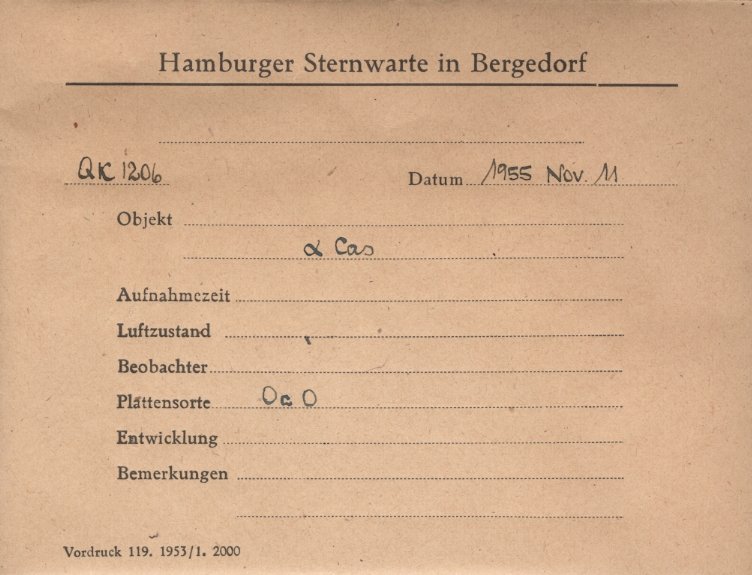 Hamburger Sternwarte in Bergedorf
QK 1206 Datum 1955 Nov. 11
Objekt
α Cas
Aufnahmezeit
Luftzustand
Beobachter
Plattensorte Oa O
Entwicklung
Bemerkungen
Vordruck 119. 1953/1. 2000